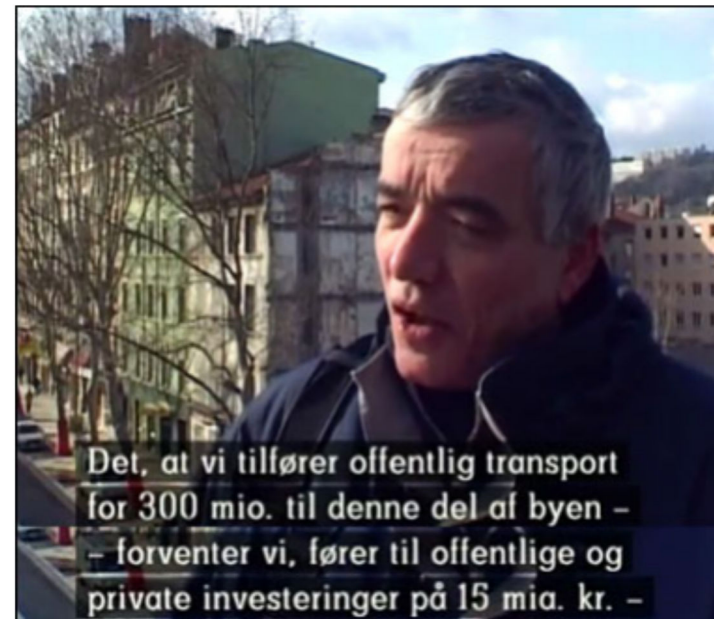 Det, at vi tilfører offentlig transport
for 300 mio. til denne del af byen –
– forventer vi, fører til offentlige og
private investeringer på 15 mia. kr. –